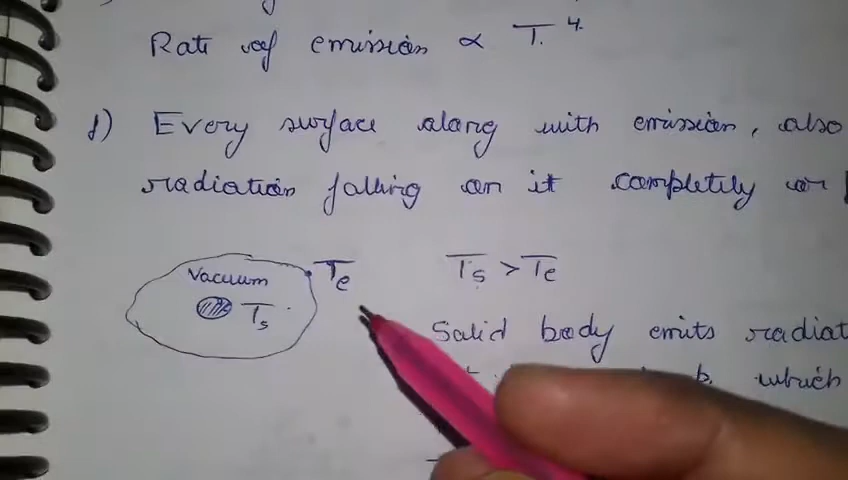 Rate of emission ∝ T⁴
1) Every surface along with emission, also
radiation falling on it completely or
Vacuum
Ts
Te
Ts > Te
Solid body emits radiat
which